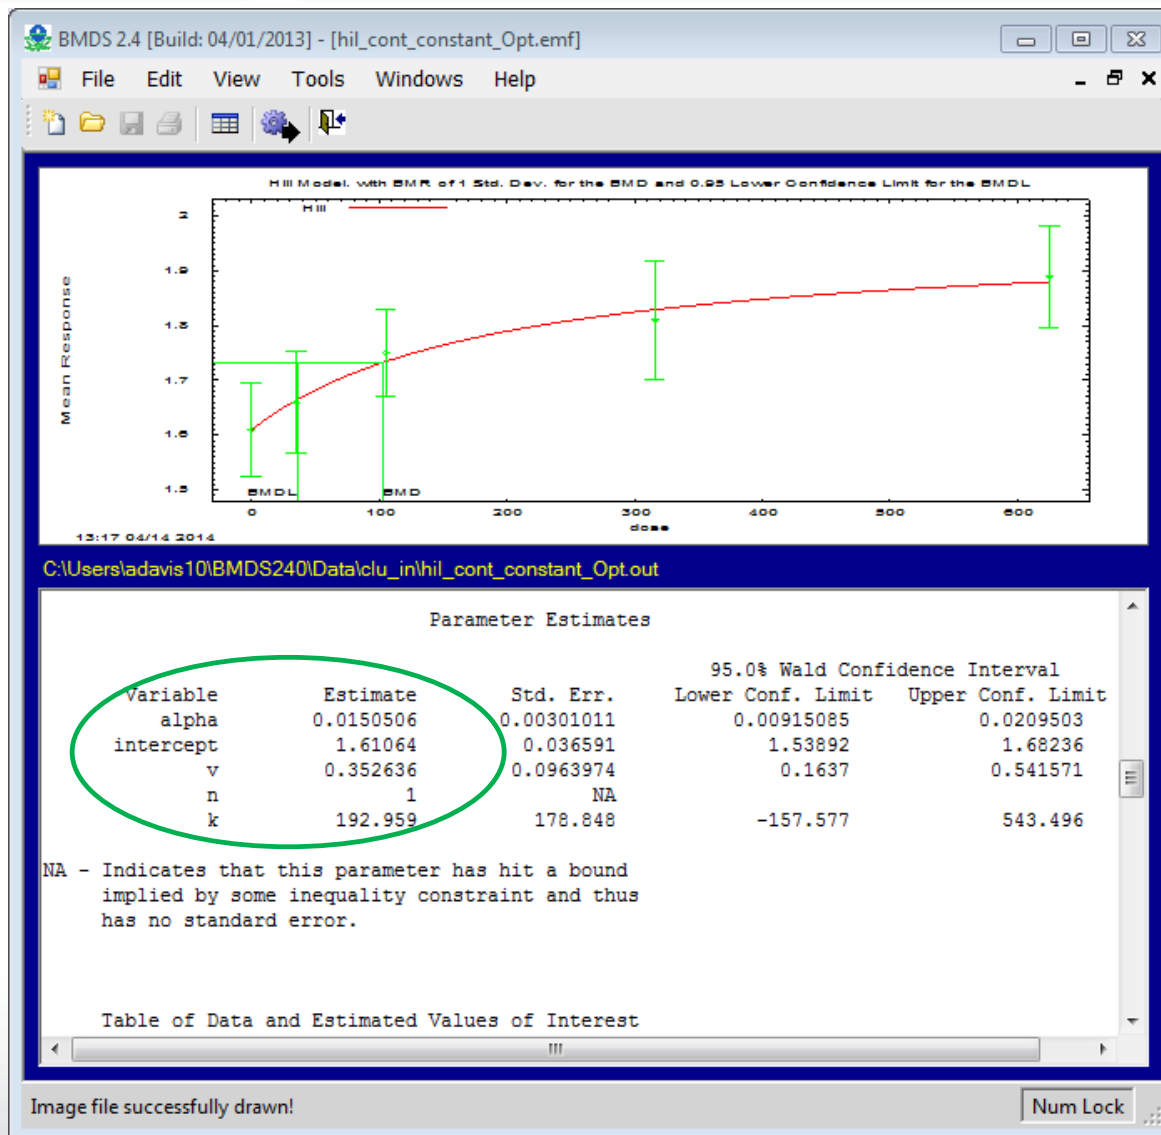 BMDS 2.4 [Build: 04/01/2013] - [hil_cont_constant_Opt.emf]
File Edit View Tools Windows Help
Hill Model, with BMR of 1 Std. Dev. for the BMD and 0.95 Lower Confidence Limit for the BMDL
Hill
2
1.9
1.8
1.7
1.6
1.5
Mean Response
BMDL BMD
0 100 200 300 400 500 600
dose
13:17 04/14 2014
C:\Users\adavis10\BMDS240\Data\clu_in\hil_cont_constant_Opt.out
Parameter Estimates
95.0% Wald Confidence Interval
Variable Estimate Std. Err. Lower Conf. Limit Upper Conf. Limit
alpha 0.0150506 0.00301011 0.00915085 0.0209503
intercept 1.61064 0.036591 1.53892 1.68236
v 0.352636 0.0963974 0.1637 0.541571
n 1 NA
k 192.959 178.848 -157.577 543.496
NA - Indicates that this parameter has hit a bound
implied by some inequality constraint and thus
has no standard error.
Table of Data and Estimated Values of Interest
Image file successfully drawn!
Num Lock